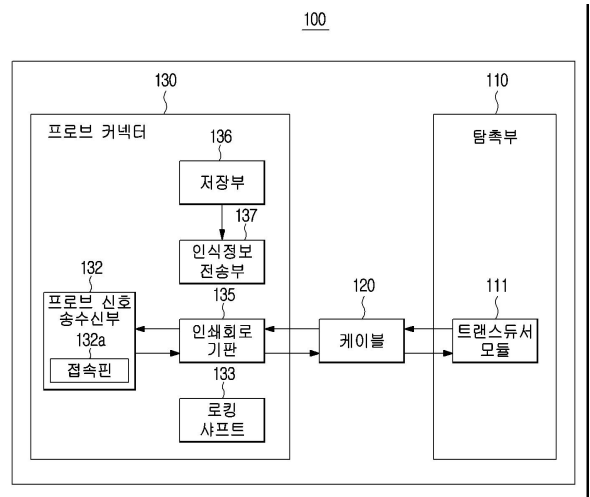 100
130
110
프로브 커넥터
탐촉부
136
저장부
137
인식정보
전송부
132
프로브 신호
송수신부
132a
접속핀
135
인쇄회로
기판
120
케이블
111
트랜스듀서
모듈
133
로킹
샤프트